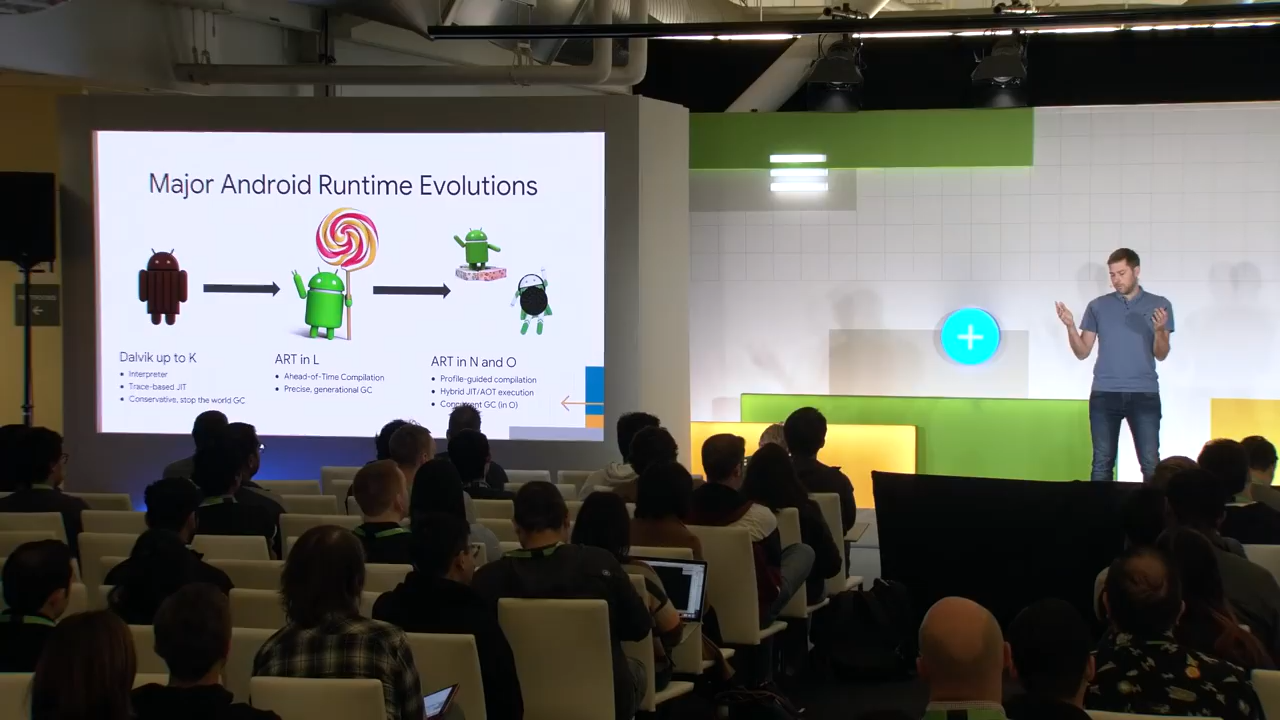 Major Android Runtime Evolutions
Dalvik up to K
• Interpreter
• Trace-based JIT
• Conservative, stop the world GC
ART in L
• Ahead-of-Time Compilation
• Precise, generational GC
ART in N and O
• Profile-guided compilation
• Hybrid JIT/AOT execution
• Concurrent GC (in O)